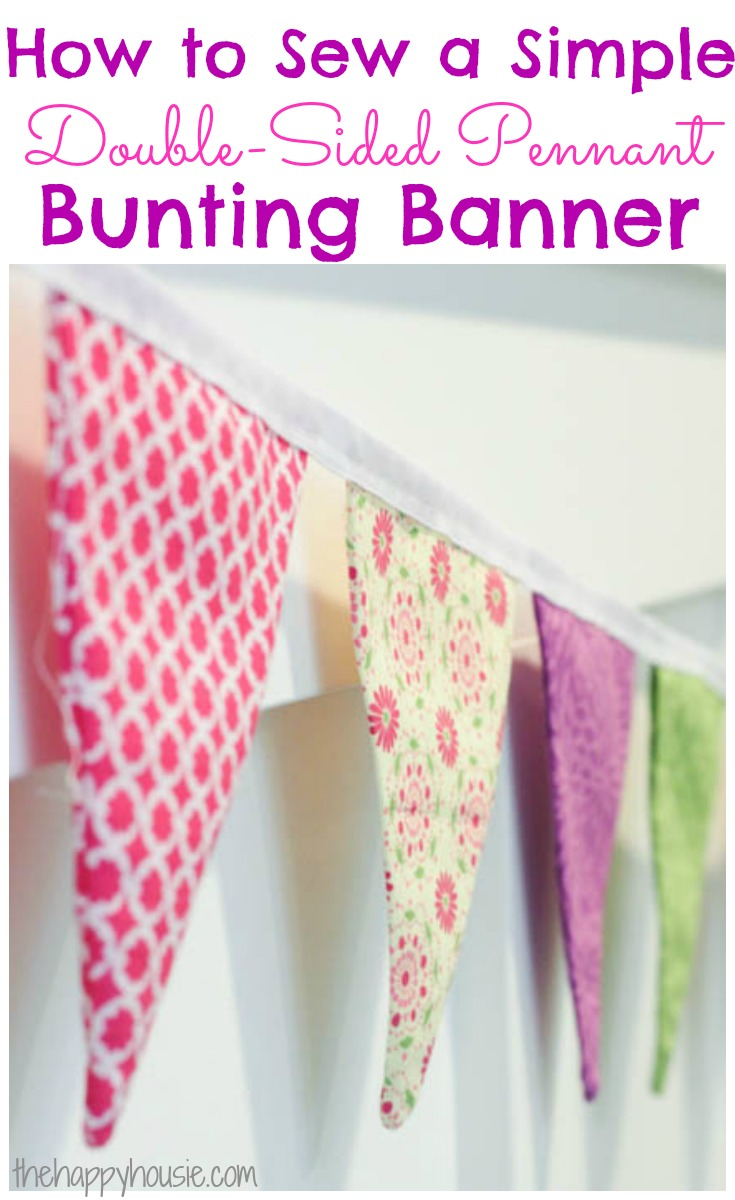 How to Sew a Simple
Double-Sided Pennant
Bunting Banner
thehappyhousie.com